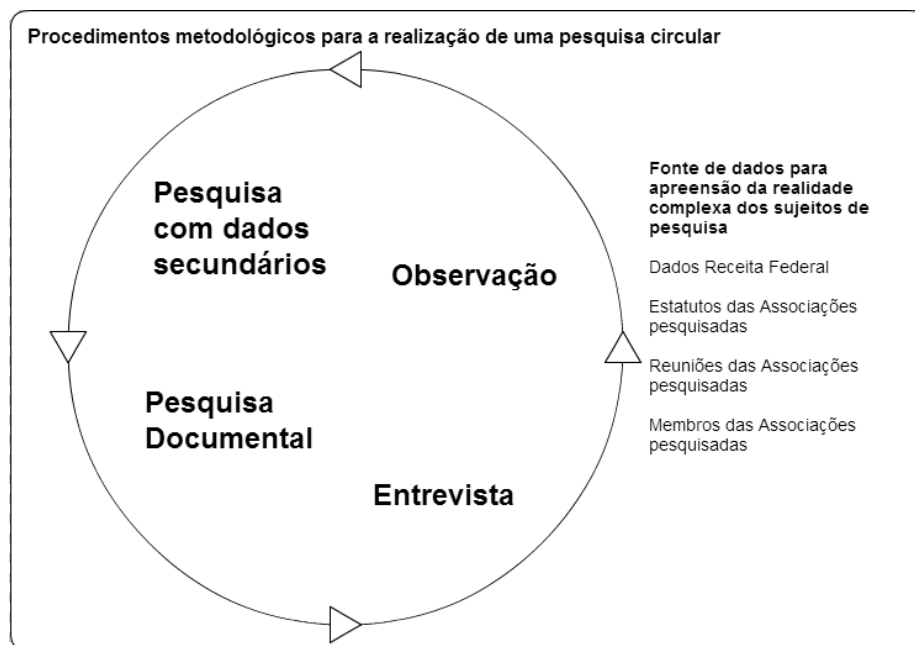 Procedimentos metodológicos para a realização de uma pesquisa circular
Pesquisa
com dados
secundários
Observação
Pesquisa
Documental
Entrevista
Fonte de dados para
apreensão da realidade
complexa dos sujeitos de
pesquisa
Dados Receita Federal
Estatutos das Associações
pesquisadas
Reuniões das Associações
pesquisadas
Membros das Associações
pesquisadas